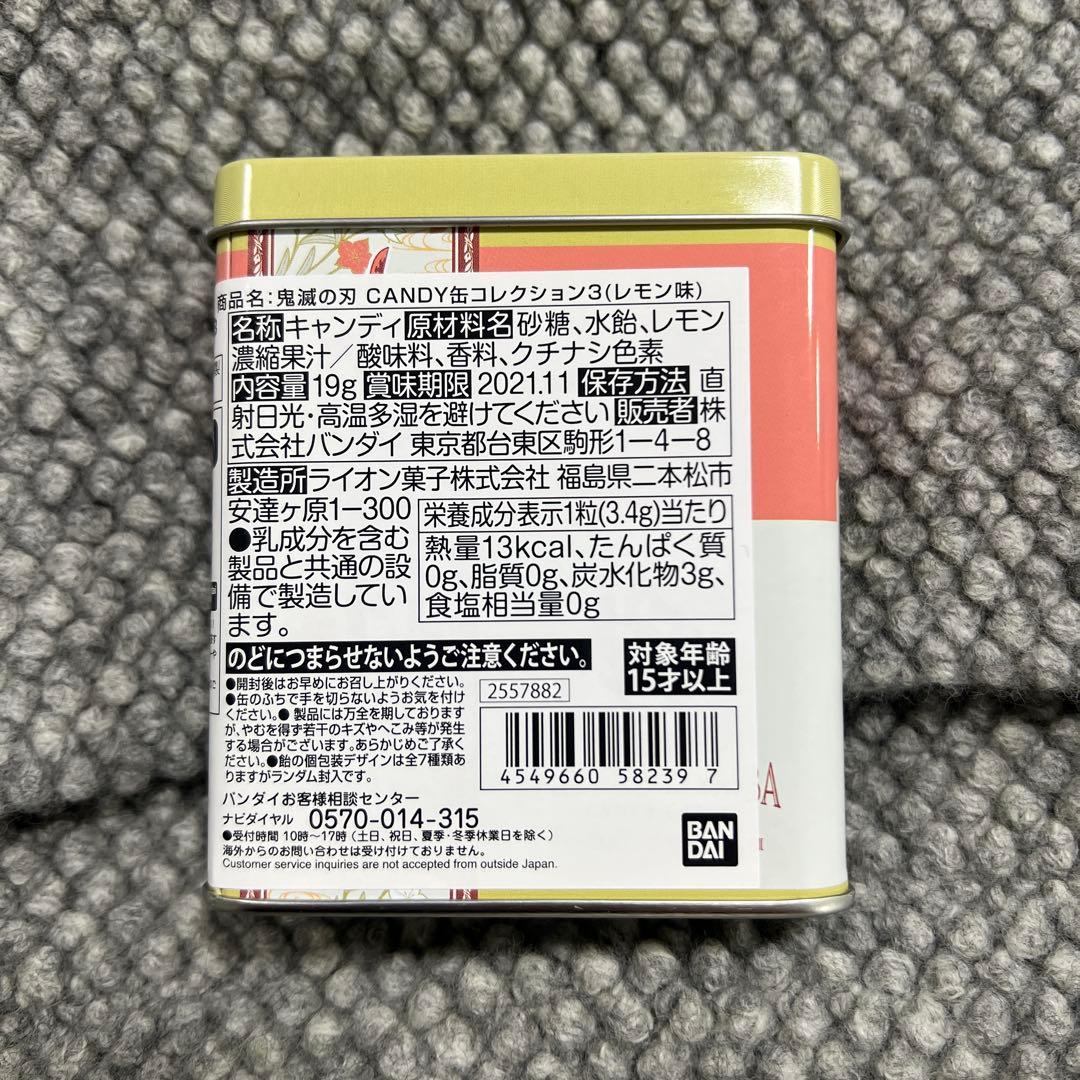 商品名:鬼滅の刃 CANDY缶コレクション3(レモン味)
名称 キャンディ 原材料名 砂糖、水飴、レモン
濃縮果汁/酸味料、香料、クチナシ色素
内容量 19g 賞味期限 2021.11 保存方法 直
射日光・高温多湿を避けてください 販売者 株
式会社バンダイ 東京都台東区駒形1-4-8
製造所 ライオン菓子株式会社 福島県二本松市
安達ヶ原1-300
●乳成分を含む
製品と共通の設
備で製造してい
ます。
栄養成分表示1粒(3.4g)当たり
熱量13kcal、たんぱく質
0g、脂質0g、炭水化物3g、
食塩相当量0g
のどにつまらせないようご注意ください。
対象年齢
15才以上
●開封後はお早めにお召し上がりください。
●缶のふちで手を切らないようお気を付け
ください。● 製品には万全を期しております
が、やむを得ず若干のキズやへこみ等が発生
する場合がございます。あらかじめご了承く
ださい。●飴の個包装デザインは全7種類あ
りますがランダム封入です。
2557882
4549660 582397
バンダイお客様相談センター
ナビダイヤル 0570-014-315
●受付時間 10時~17時(土日、祝日、夏季・冬季休業日を除く)
海外からのお問い合わせは受け付けておりません。
Customer service inquiries are not accepted from outside Japan.
BAN
DAI